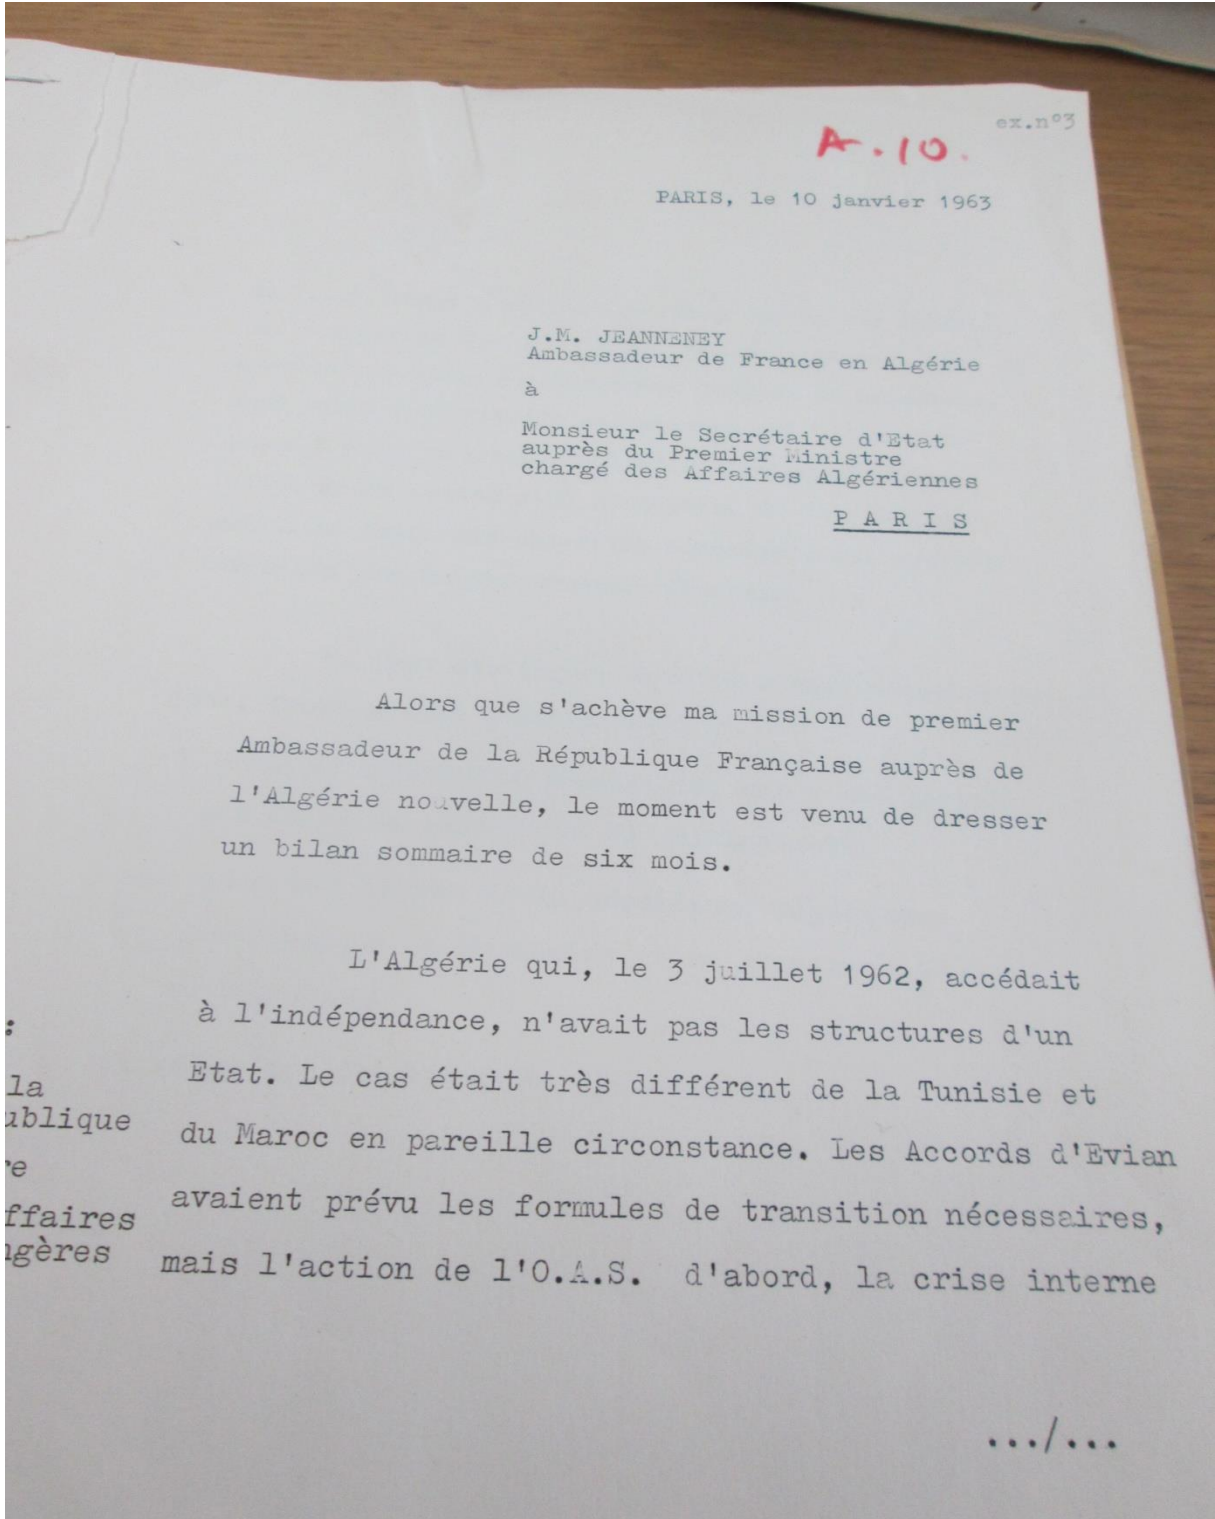 ex.n°3
A.10.
PARIS, le 10 janvier 1963
J.M. JEANNENEY
Ambassadeur de France en Algérie
à
Monsieur le Secrétaire d'Etat
auprès du Premier Ministre
chargé des Affaires Algériennes
PARIS
Alors que s'achève ma mission de premier
Ambassadeur de la République Française auprès de
l'Algérie nouvelle, le moment est venu de dresser
un bilan sommaire de six mois.
L'Algérie qui, le 3 juillet 1962, accédait
à l'indépendance, n'avait pas les structures d'un
Etat. Le cas était très différent de la Tunisie et
du Maroc en pareille circonstance. Les Accords d'Evian
avaient prévu les formules de transition nécessaires,
mais l'action de l'O.A.S. d'abord, la crise interne
:
la
ublique
re
ffaires
ngères
.../...